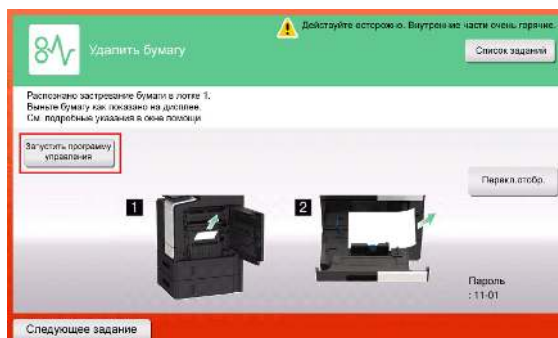 Действуйте осторожно. Внутренние части очень горячие.
Удалить бумагу
Список заданий
Распознано застревание бумаги в лотке 1.
Выньте бумагу как показано на дисплее.
См. подробные указания в окне помощи
Запустить программу
управления
Перекл.отобр.
1
2
Пароль
: 11-01
Следующее задание